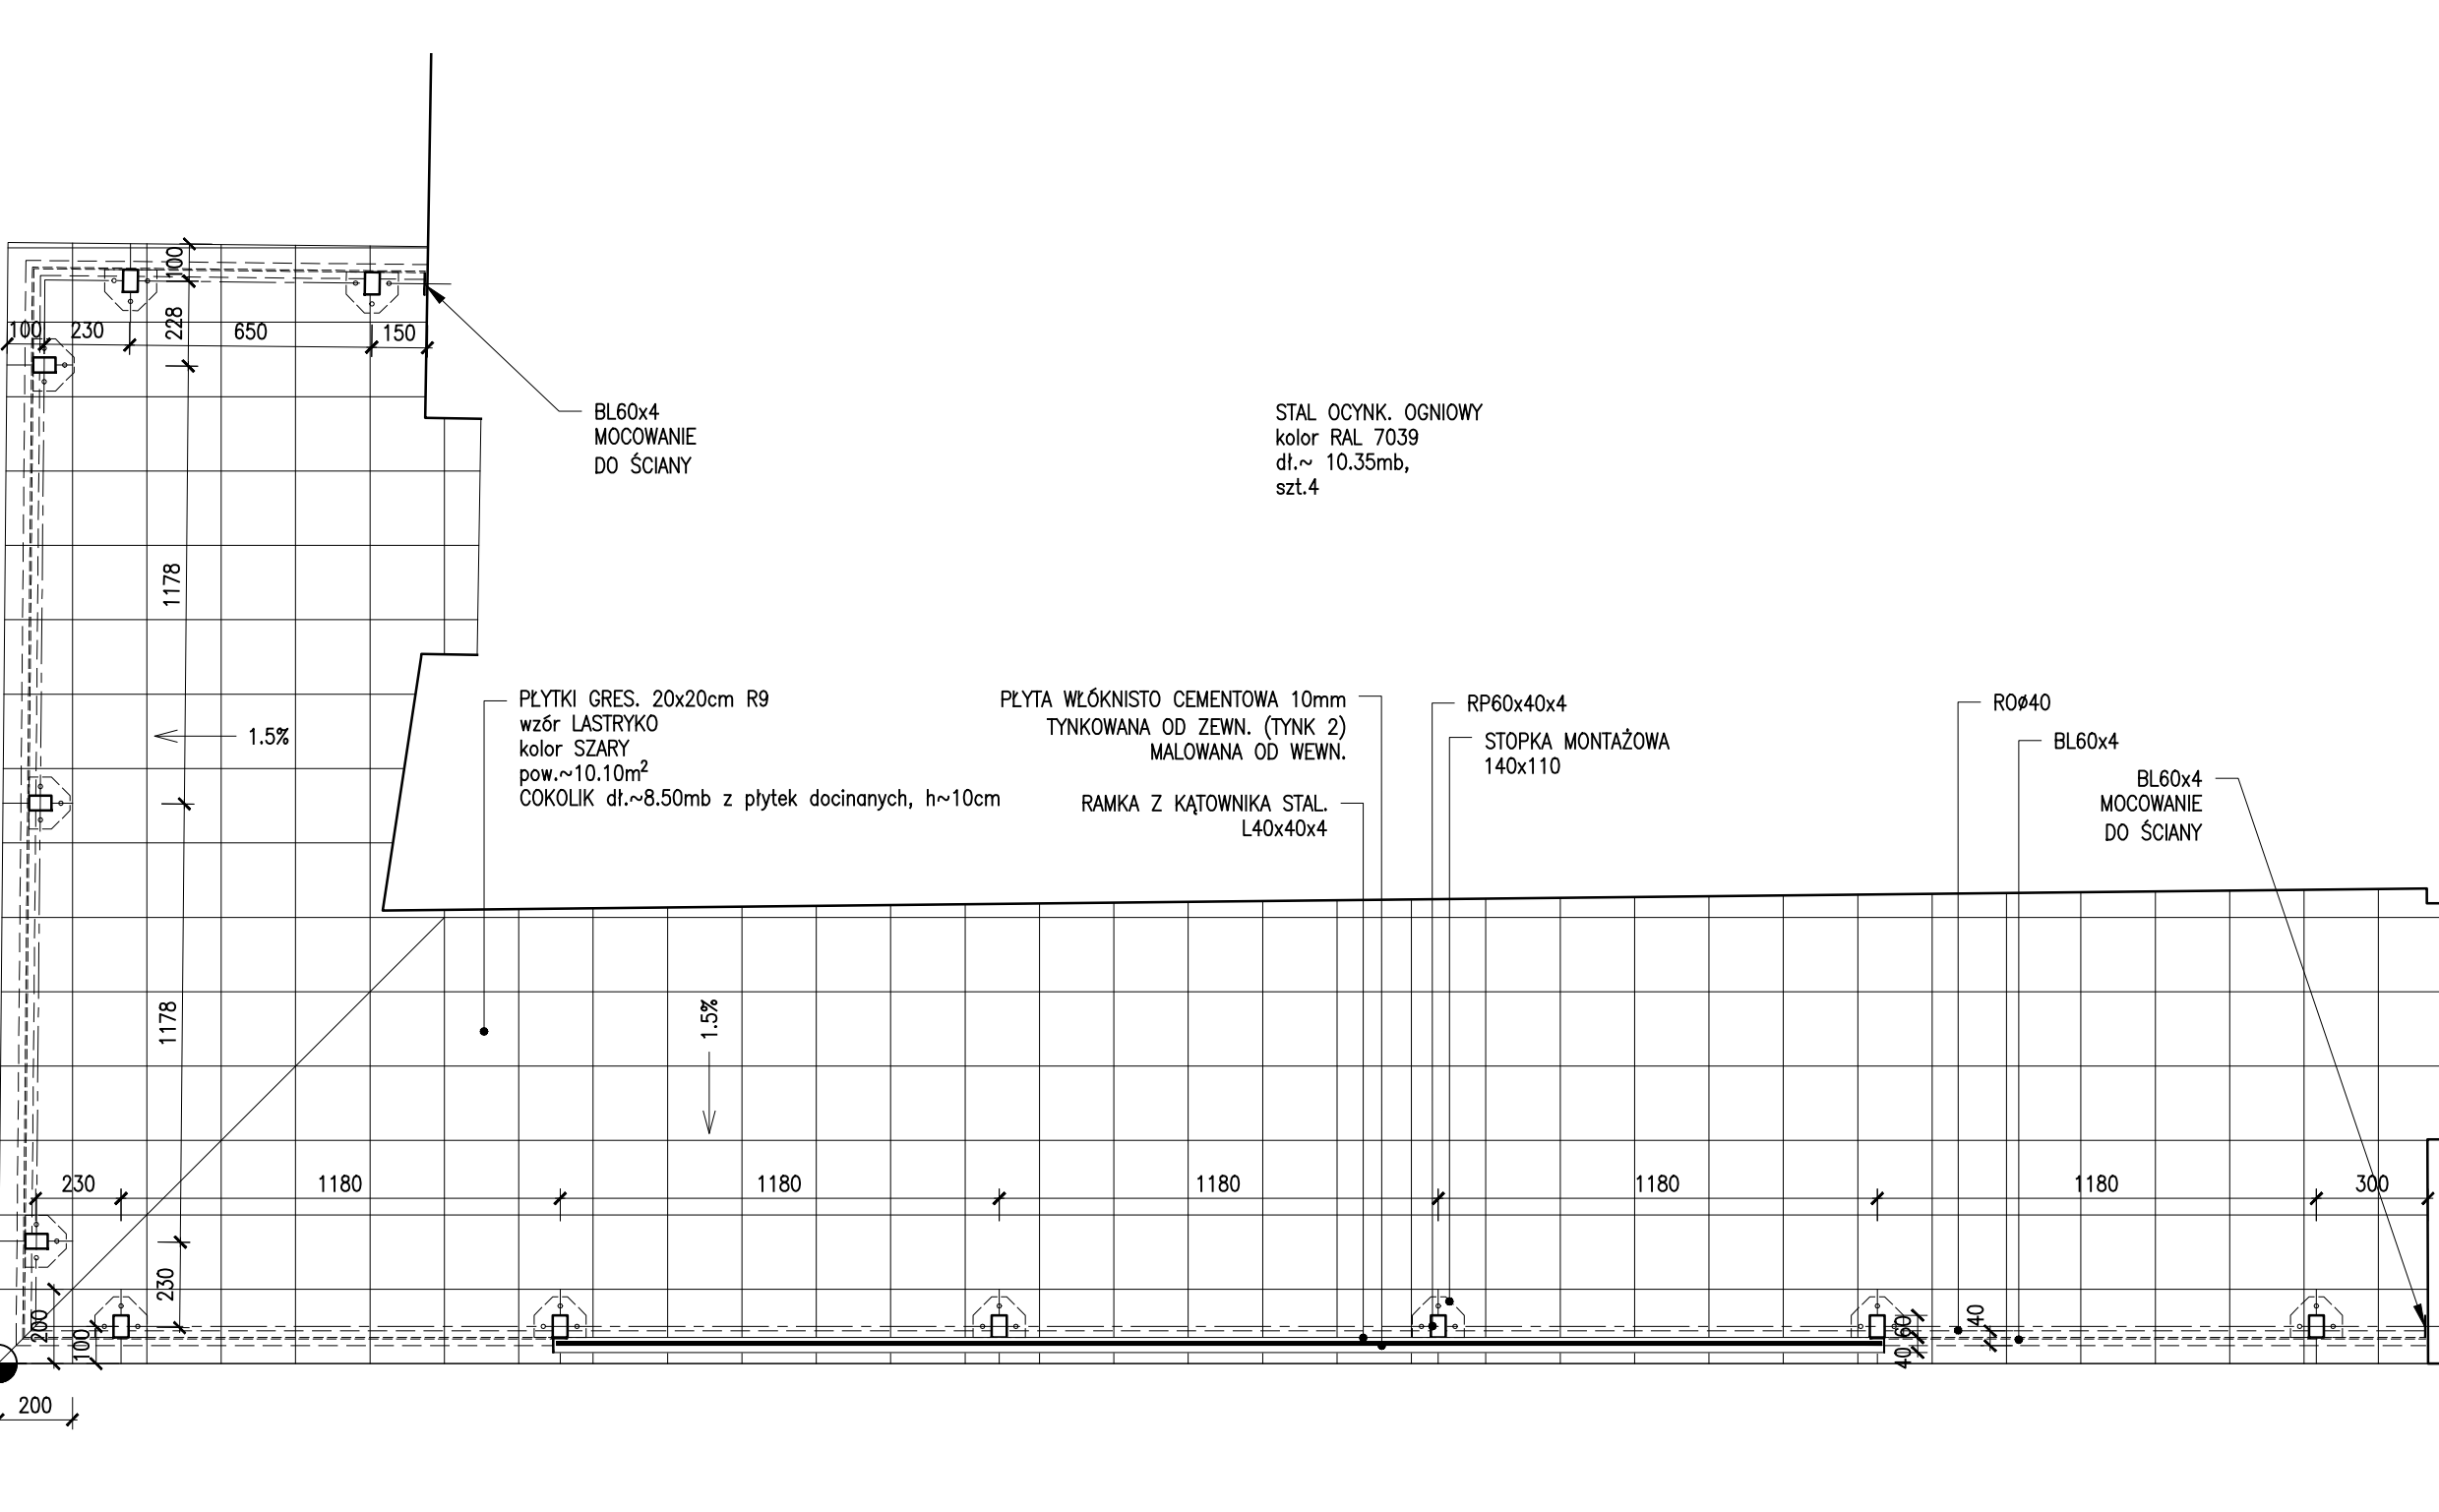 100
228
100
230
650
150
BL60x4
MOCOWANIE
DO ŚCIANY
STAL OCYNK. OGNIOWY
kolor RAL 7039
dł.~ 10.35mb,
szt.4
1178
1.5%
PŁYTKI GRES. 20x20cm R9
wzór LASTRYKO
kolor SZARY
pow.~10.10m²
COKOLIK dł.~8.50mb z płytek docinanych, h~10cm
PŁYTA WŁÓKNISTO CEMENTOWA 10mm
TYNKOWANA OD ZEWN. (TYNK 2)
MALOWANA OD WEWN.
RAMKA Z KĄTOWNIKA STAL.
L40x40x4
RP60x40x4
STOPKA MONTAŻOWA
140x110
ROø40
BL60x4
BL60x4
MOCOWANIE
DO ŚCIANY
1178
1.5%
230
1180
1180
1180
1180
1180
300
230
200
100
60
40
40
200